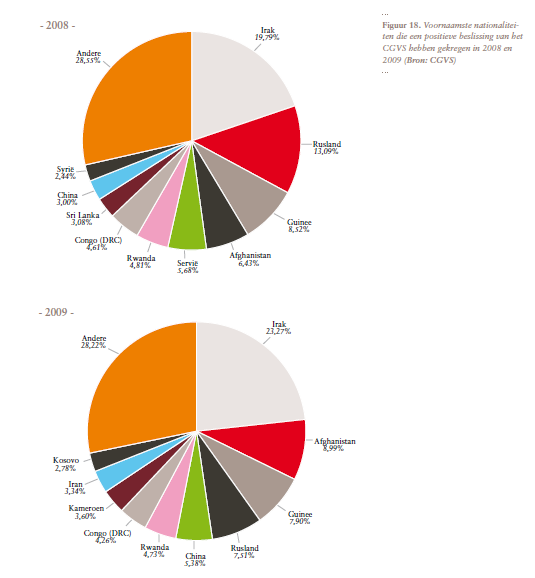 - 2008 -
...
Figuur 18. Voornaamste nationalitei-
ten die een positieve beslissing van het
CGVS hebben gekregen in 2008 en
2009 (Bron: CGVS)
...
Irak
19,79%
Andere
28,55%
Rusland
13,09%
Syrië
2,44%
China
3,00%
Sri Lanka
3,08%
Guinee
8,52%
Congo (DRC)
4,61%
Rwanda
4,81%
Servië
5,68%
Afghanistan
6,43%
- 2009 -
Irak
23,27%
Andere
28,22%
Afghanistan
8,99%
Kosovo
2,78%
Iran
3,34%
Kameroen
3,60%
Guinee
7,90%
Congo (DRC)
4,26%
Rwanda
4,73%
China
5,38%
Rusland
7,51%